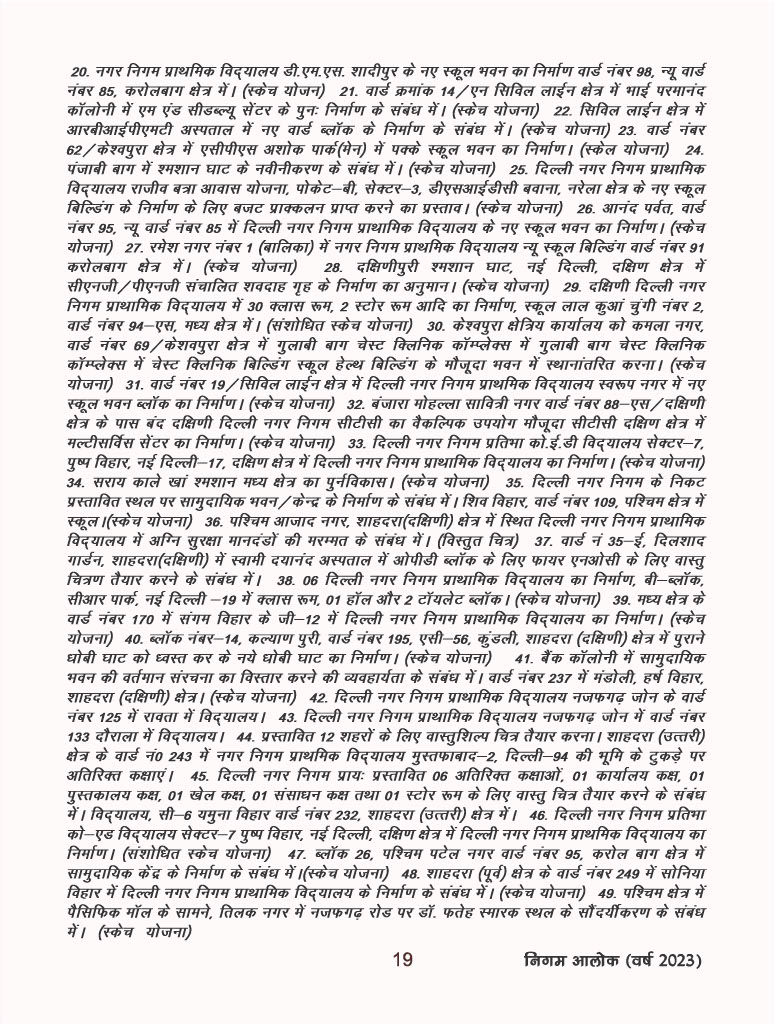 20. नगर निगम प्राथमिक विद्यालय डी.एम.एस. शादीपुर के नए स्कूल भवन का निर्माण वार्ड नंबर 98, न्यू वार्ड
नंबर 85, करोलबाग क्षेत्र में। (स्केच योजन) 21. वार्ड क्रमांक 14/एन सिविल लाईन क्षेत्र में भाई परमानंद
कॉलोनी में एम एंड सीडब्ल्यू सेंटर के पुनः निर्माण के संबंध में। (स्केच योजना) 22. सिविल लाईन क्षेत्र में
आरबीआईपीएमटी अस्पताल में नए वार्ड ब्लॉक के निर्माण के संबंध में। (स्केच योजना) 23. वार्ड नंबर
62/केश्वपुरा क्षेत्र में एसीपीएस अशोक पार्क(मेन) में पक्के स्कूल भवन का निर्माण। (स्केल योजना) 24.
पंजाबी बाग में श्मशान घाट के नवीनीकरण के संबंध में। (स्केच योजना) 25. दिल्ली नगर निगम प्राथामिक
विद्यालय राजीव बत्रा आवास योजना, पोकेट–बी, सेक्टर–3, डीएसआईडीसी बवाना, नरेला क्षेत्र के नए स्कूल
बिल्डिंग के निर्माण के लिए बजट प्राक्कलन प्राप्त करने का प्रस्ताव। (स्केच योजना) 26. आनंद पर्वत, वार्ड
नंबर 95, न्यू वार्ड नंबर 85 में दिल्ली नगर निगम प्राथामिक विद्यालय के नए स्कूल भवन का निर्माण। (स्केच
योजना) 27. रमेश नगर नंबर 1 (बालिका) में नगर निगम प्राथमिक विद्यालय न्यू स्कूल बिल्डिंग वार्ड नंबर 91
करोलबाग क्षेत्र में। (स्केच योजना) 28. दक्षिणीपुरी श्मशान घाट, नई दिल्ली, दक्षिण क्षेत्र में
सीएनजी/पीएनजी संचालित शवदाह गृह के निर्माण का अनुमान। (स्केच योजना) 29. दक्षिणी दिल्ली नगर
निगम प्राथामिक विद्यालय में 30 क्लास रूम, 2 स्टोर रूम आदि का निर्माण, स्कूल लाल कुआं चुंगी नंबर 2,
वार्ड नंबर 94–एस, मध्य क्षेत्र में। (संशोधित स्केच योजना) 30. केश्वपुरा क्षेत्रिय कार्यालय को कमला नगर,
वार्ड नंबर 69/केशवपुरा क्षेत्र में गुलाबी बाग चेस्ट क्लिनिक कॉम्प्लेक्स में गुलाबी बाग चेस्ट क्लिनिक
कॉम्प्लेक्स में चेस्ट क्लिनिक बिल्डिंग स्कूल हेल्थ बिल्डिंग के मौजूदा भवन में स्थानांतरित करना। (स्केच
योजना) 31. वार्ड नंबर 19/सिविल लाईन क्षेत्र में दिल्ली नगर निगम प्राथमिक विद्यालय स्वरूप नगर में नए
स्कूल भवन ब्लॉक का निर्माण। (स्केच योजना) 32. बंजारा मोहल्ला सावित्री नगर वार्ड नंबर 88–एस/दक्षिणी
क्षेत्र के पास बंद दक्षिणी दिल्ली नगर निगम सीटीसी का वैकल्पिक उपयोग मौजूदा सीटीसी दक्षिण क्षेत्र में
मल्टीसर्विस सेंटर का निर्माण। (स्केच योजना) 33. दिल्ली नगर निगम प्रतिभा को.ई.डी विद्यालय सेक्टर–7,
पुष्प विहार, नई दिल्ली–17, दक्षिण क्षेत्र में दिल्ली नगर निगम प्राथामिक विद्यालय का निर्माण। (स्केच योजना)
34. सराय काले खां श्मशान मध्य क्षेत्र का पुर्नविकास। (स्केच योजना) 35. दिल्ली नगर निगम के निकट
प्रस्तावित स्थल पर सामुदायिक भवन/केन्द्र के निर्माण के संबंध में। शिव विहार, वार्ड नंबर 109, पश्चिम क्षेत्र में
स्कूल।(स्केच योजना) 36. पश्चिम आजाद नगर, शाहदरा(दक्षिणी) क्षेत्र में स्थित दिल्ली नगर निगम प्राथामिक
विद्यालय में अग्नि सुरक्षा मानदंडों की मरम्मत के संबंध में। (विस्तुत चित्र) 37. वार्ड नं 35–ई, दिलशाद
गार्डन, शाहदरा(दक्षिणी) में स्वामी दयानंद अस्पताल में ओपीडी ब्लॉक के लिए फायर एनओसी के लिए वास्तु
चित्रण तैयार करने के संबंध में। 38. 06 दिल्ली नगर निगम प्राथामिक विद्यालय का निर्माण, बी–ब्लॉक,
सीआर पार्क, नई दिल्ली –19 में क्लास रूम, 01 हॉल और 2 टॉयलेट ब्लॉक। (स्केच योजना) 39. मध्य क्षेत्र के
वार्ड नंबर 170 में संगम विहार के जी–12 में दिल्ली नगर निगम प्राथामिक विद्यालय का निर्माण। (स्केच
योजना) 40. ब्लॉक नंबर–14, कल्याण पुरी, वार्ड नंबर 195, एसी–56, कुंडली, शाहदरा (दक्षिणी) क्षेत्र में पुराने
धोबी घाट को ध्वस्त कर के नये धोबी घाट का निर्माण। (स्केच योजना) 41. बैंक कॉलोनी में सामुदायिक
भवन की वर्तमान संरचना का विस्तार करने की व्यवहार्यता के संबंध में। वार्ड नंबर 237 में मंडोली, हर्ष विहार,
शाहदरा (दक्षिणी) क्षेत्र। (स्केच योजना) 42. दिल्ली नगर निगम प्राथामिक विद्यालय नजफगढ़ जोन के वार्ड
नंबर 125 में रावता में विद्यालय। 43. दिल्ली नगर निगम प्राथामिक विद्यालय नजफगढ़ जोन में वार्ड नंबर
133 दौराला में विद्यालय। 44. प्रस्तावित 12 शहरों के लिए वास्तुशिल्प चित्र तैयार करना। शाहदरा (उत्तरी)
क्षेत्र के वार्ड नं0 243 में नगर निगम प्राथमिक विद्यालय मुस्तफाबाद–2, दिल्ली–94 की भूमि के टुकड़े पर
अतिरिक्त कक्षाएं। 45. दिल्ली नगर निगम प्रायः प्रस्तावित 06 अतिरिक्त कक्षाओं, 01 कार्यालय कक्ष, 01
पुस्तकालय कक्ष, 01 खेल कक्ष, 01 संसाधन कक्ष तथा 01 स्टोर रूम के लिए वास्तु चित्र तैयार करने के संबंध
में। विद्यालय, सी–6 यमुना विहार वार्ड नंबर 232, शाहदरा (उत्तरी) क्षेत्र में। 46. दिल्ली नगर निगम प्रतिभा
को–एड विद्यालय सेक्टर–7 पुष्प विहार, नई दिल्ली, दक्षिण क्षेत्र में दिल्ली नगर निगम प्राथमिक विद्यालय का
निर्माण। (संशोधित स्केच योजना) 47. ब्लॉक 26, पश्चिम पटेल नगर वार्ड नंबर 95, करोल बाग क्षेत्र में
सामुदायिक केंद्र के निर्माण के संबंध में।(स्केच योजना) 48. शाहदरा (पूर्व) क्षेत्र के वार्ड नंबर 249 में सोनिया
विहार में दिल्ली नगर निगम प्राथामिक विद्यालय के निर्माण के संबंध में। (स्केच योजना) 49. पश्चिम क्षेत्र में
पैसिफिक मॉल के सामने, तिलक नगर में नजफगढ़ रोड पर डॉ. फतेह स्मारक स्थल के सौंदर्यीकरण के संबंध
में। (स्केच योजना)
19 निगम आलोक (वर्ष 2023)